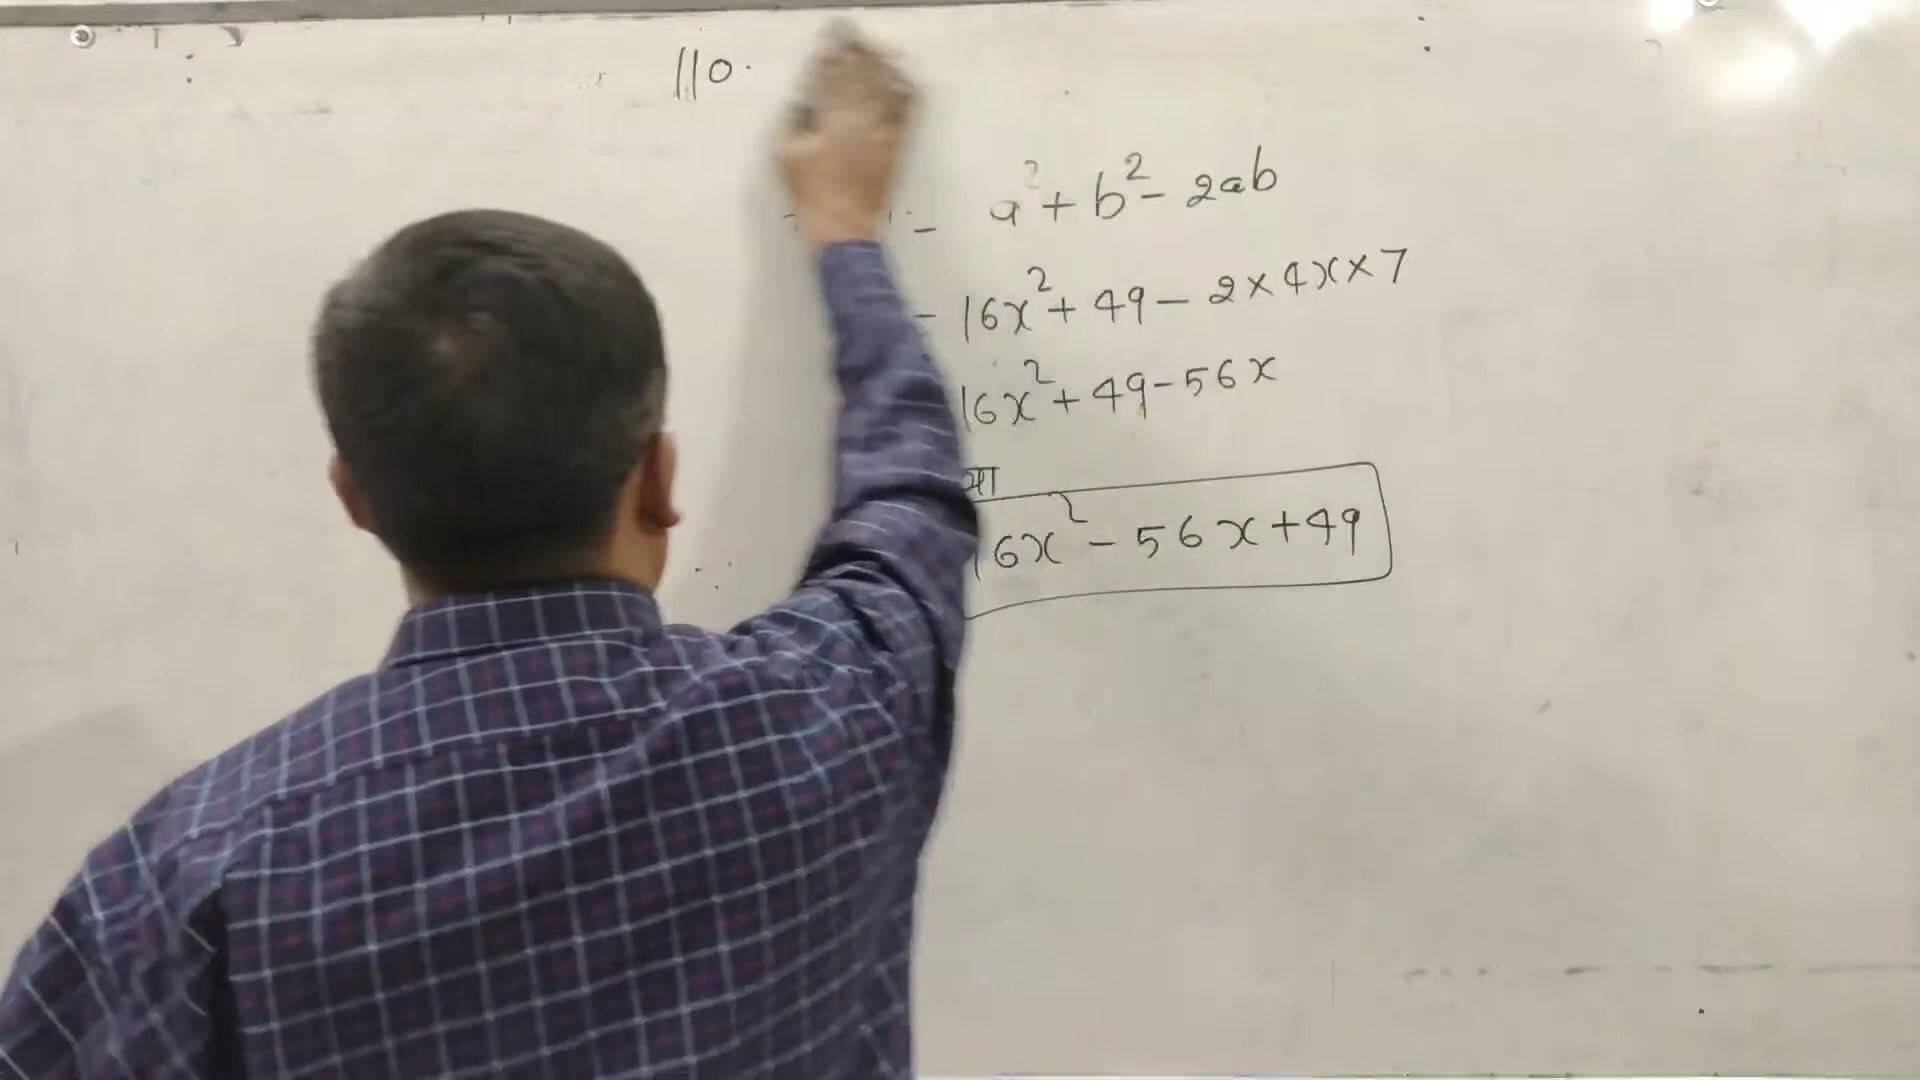 110.
= a² + b² - 2ab
= 16x² + 49 - 2 × 4x × 7
16x² + 49 - 56x
या
16x² - 56x + 49